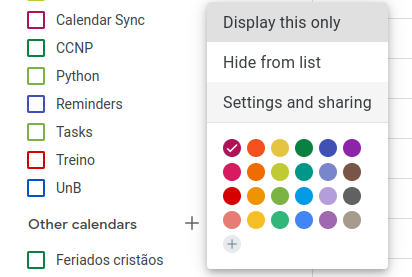 Calendar Sync
CCNP
Python
Reminders
Tasks
Treino
UnB
Other calendars +
Feriados cristãos
Display this only
Hide from list
Settings and sharing
+